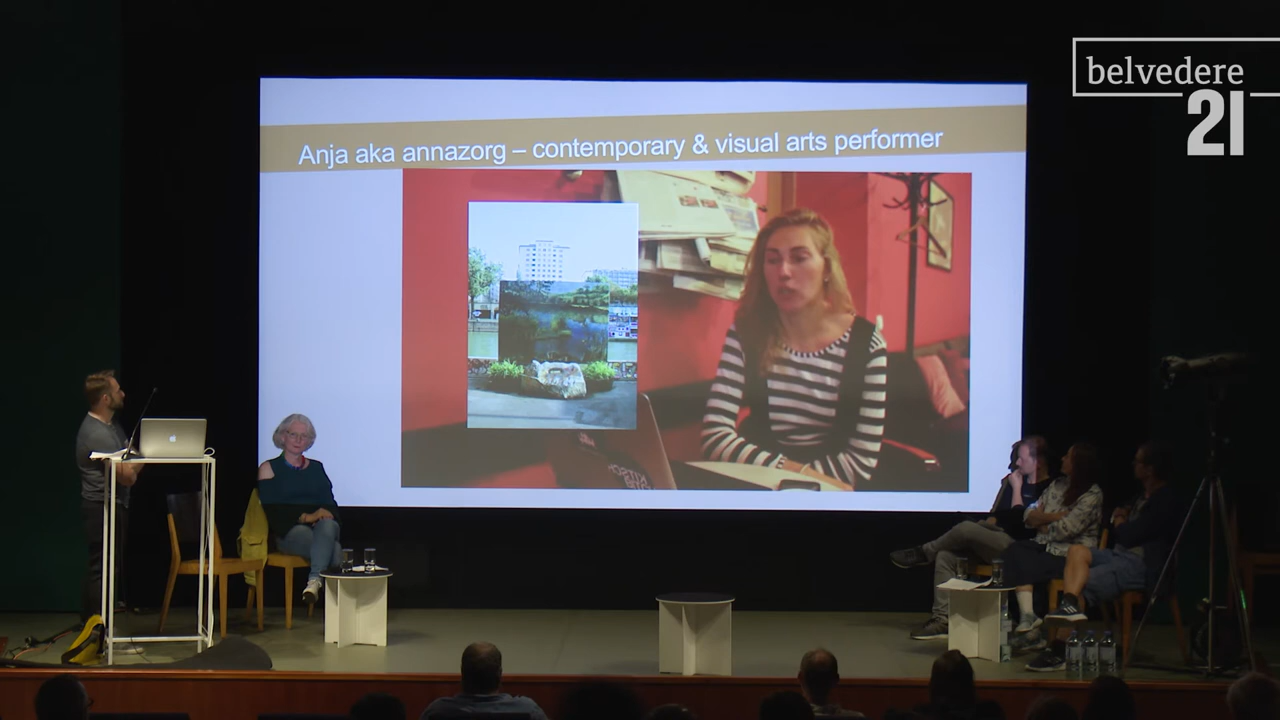 belvedere
21
Anja aka annazorg – contemporary & visual arts performer